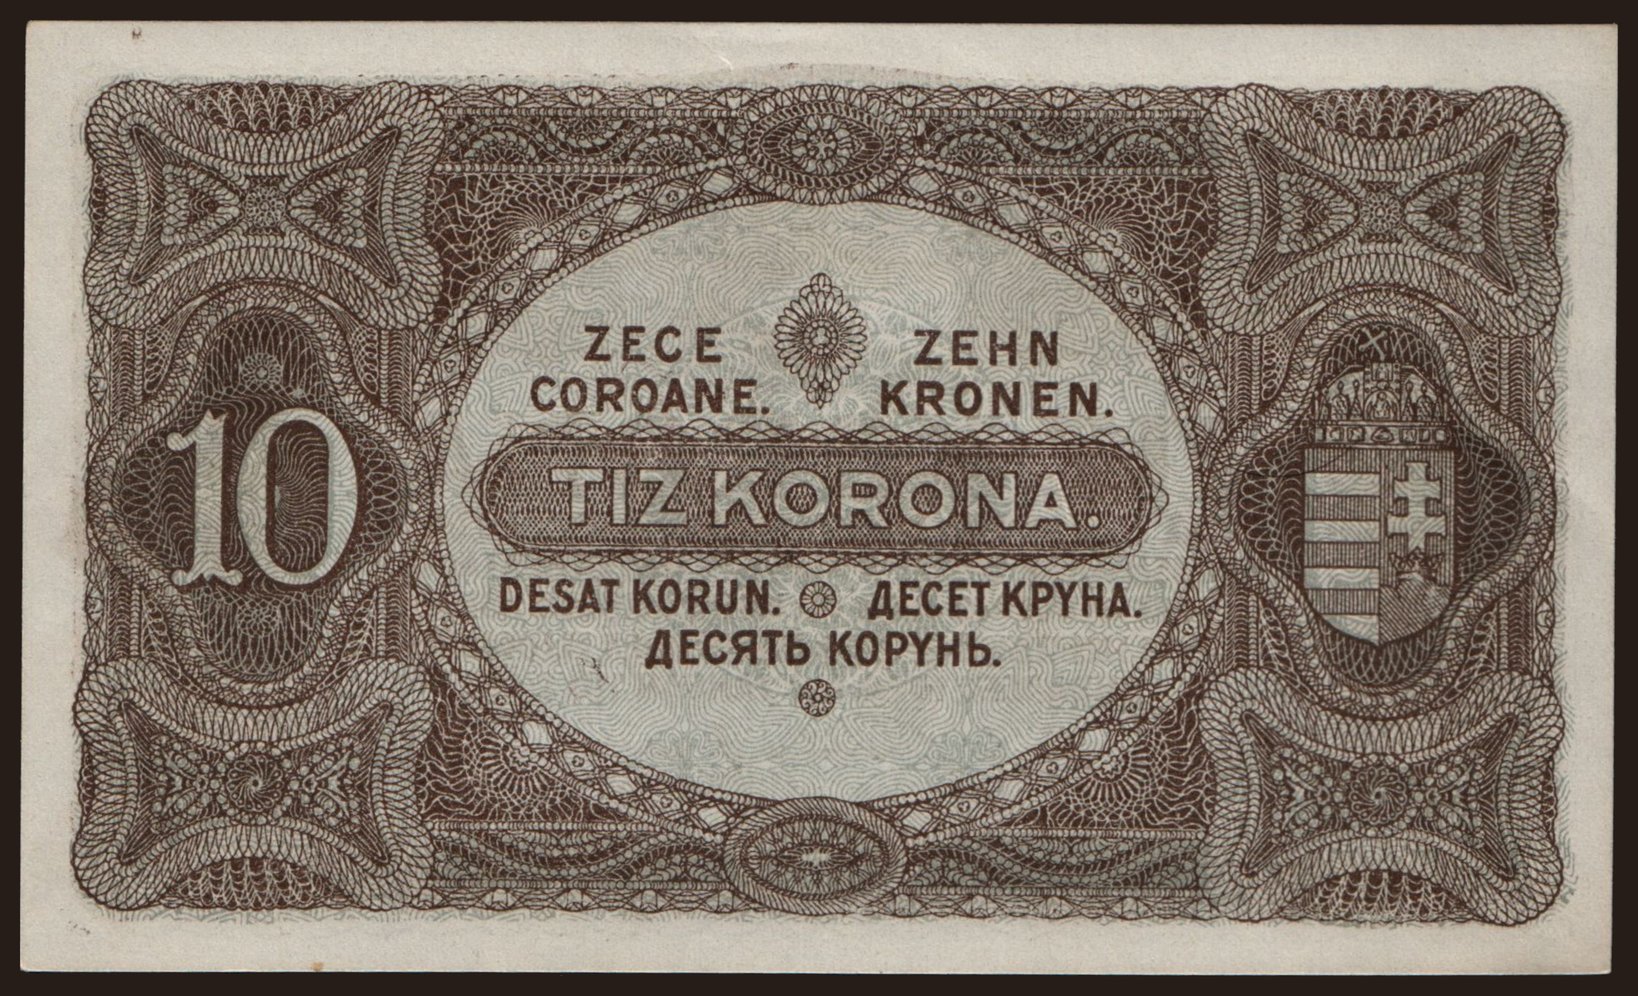 ZECE
COROANE.
ZEHN
KRONEN.
10
TIZ KORONA.
DESAT KORUN.
ДЕСЕТ КРУНА.
ДЕСЯТЬ КОРУНЬ.